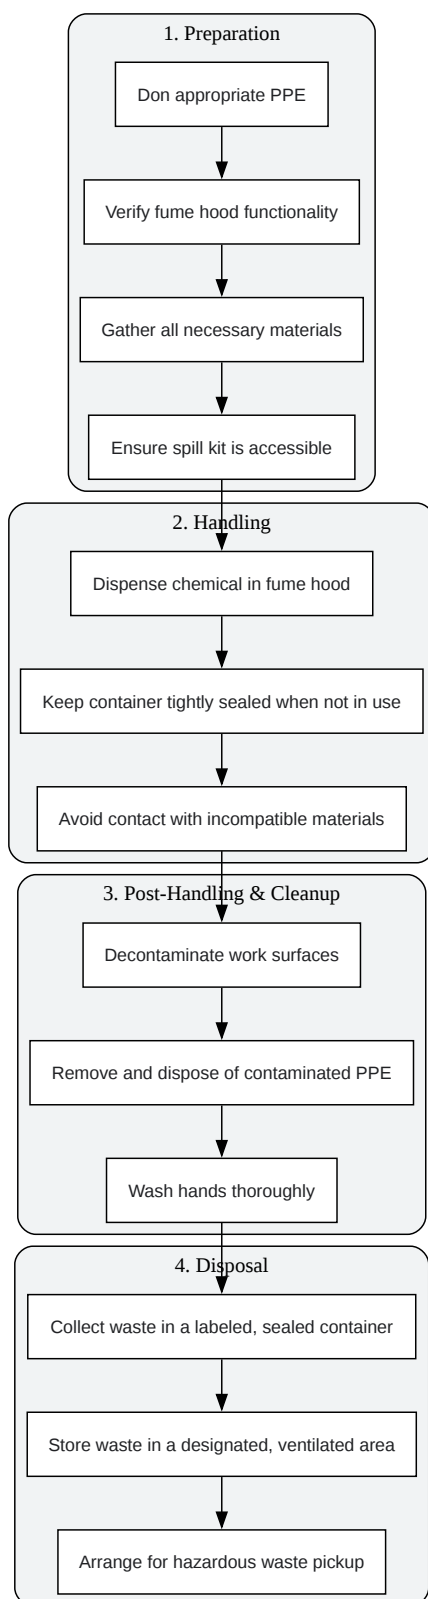 1. Preparation
Don appropriate PPE
Verify fume hood functionality
Gather all necessary materials
Ensure spill kit is accessible
2. Handling
Dispense chemical in fume hood
Keep container tightly sealed when not in use
Avoid contact with incompatible materials
3. Post-Handling & Cleanup
Decontaminate work surfaces
Remove and dispose of contaminated PPE
Wash hands thoroughly
4. Disposal
Collect waste in a labeled, sealed container
Store waste in a designated, ventilated area
Arrange for hazardous waste pickup